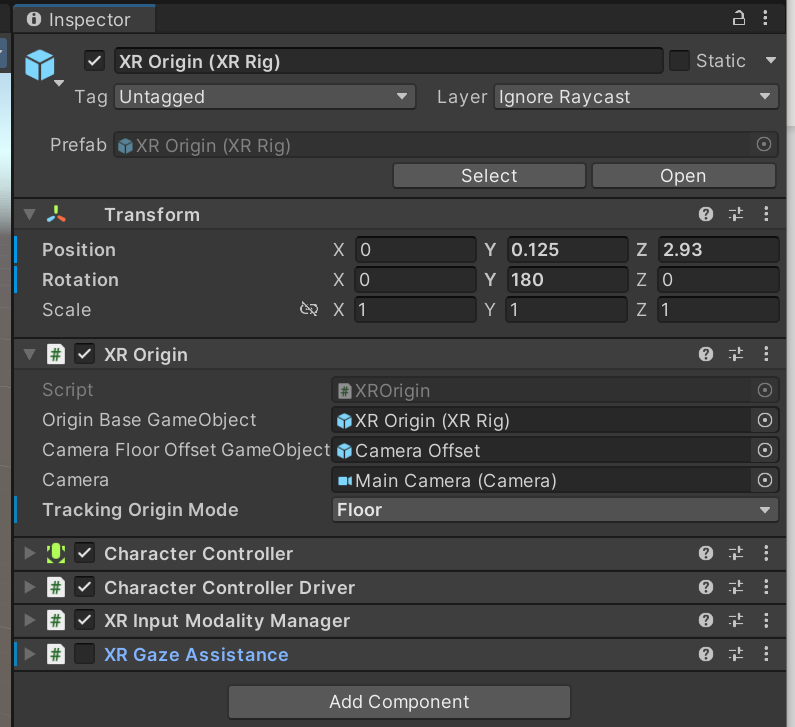 Inspector
XR Origin (XR Rig) Static
Tag Untagged Layer Ignore Raycast
Prefab XR Origin (XR Rig)
Select Open
Transform
Position X 0 Y 0.125 Z 2.93
Rotation X 0 Y 180 Z 0
Scale X 1 Y 1 Z 1
# XR Origin
Script # XROrigin
Origin Base GameObject XR Origin (XR Rig)
Camera Floor Offset GameObject Camera Offset
Camera Main Camera (Camera)
Tracking Origin Mode Floor
Character Controller
# Character Controller Driver
# XR Input Modality Manager
# XR Gaze Assistance
Add Component